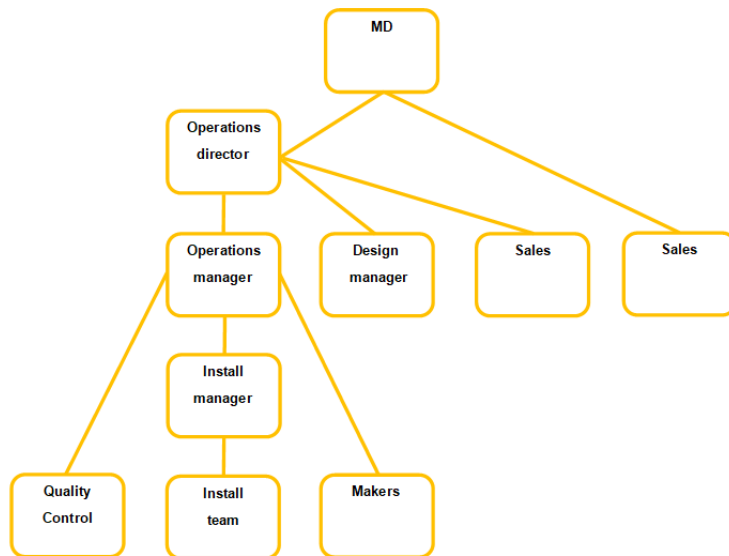 MD
Operations
director
Operations
manager
Design
manager
Sales
Sales
Install
manager
Quality
Control
Install
team
Makers